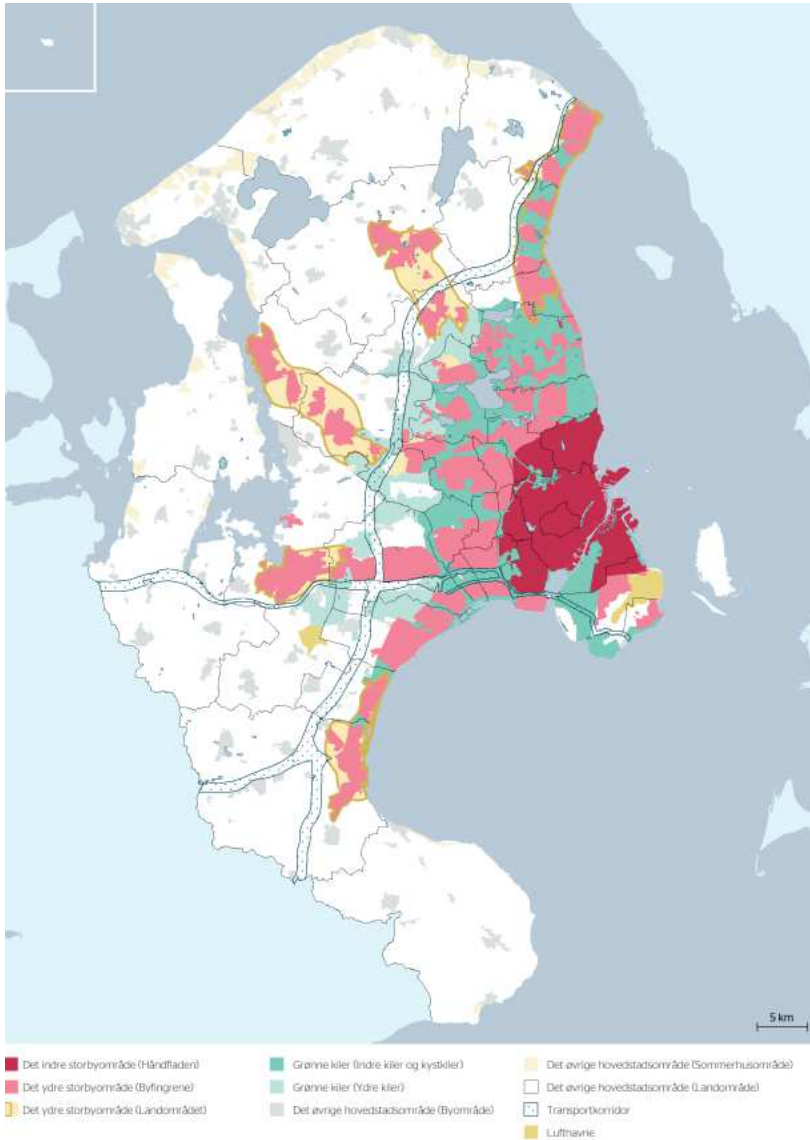 5 km
Det indre storbyområde (Håndfladen)
Det ydre storbyområde (Byfingrene)
Det ydre storbyområde (Landområdet)
Grønne kiler (Indre kiler og kystkiler)
Grønne kiler (Ydre kiler)
Det øvrige hovedstadsområde (Byområde)
Det øvrige hovedstadsområde (Sommerhusområde)
Det øvrige hovedstadsområde (Landområde)
Transportkorridor
Lufthavne